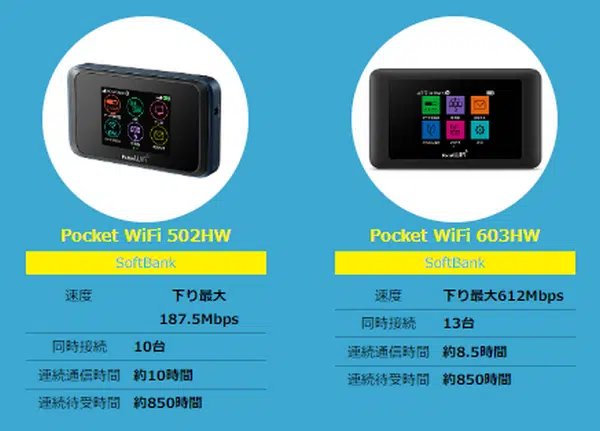 Pocket WiFi 502HW
SoftBank
速度 下り最大
187.5Mbps
同時接続 10台
連続通信時間 約10時間
連続待受時間 約850時間
Pocket WiFi 603HW
SoftBank
速度 下り最大612Mbps
同時接続 13台
連続通信時間 約8.5時間
連続待受時間 約850時間